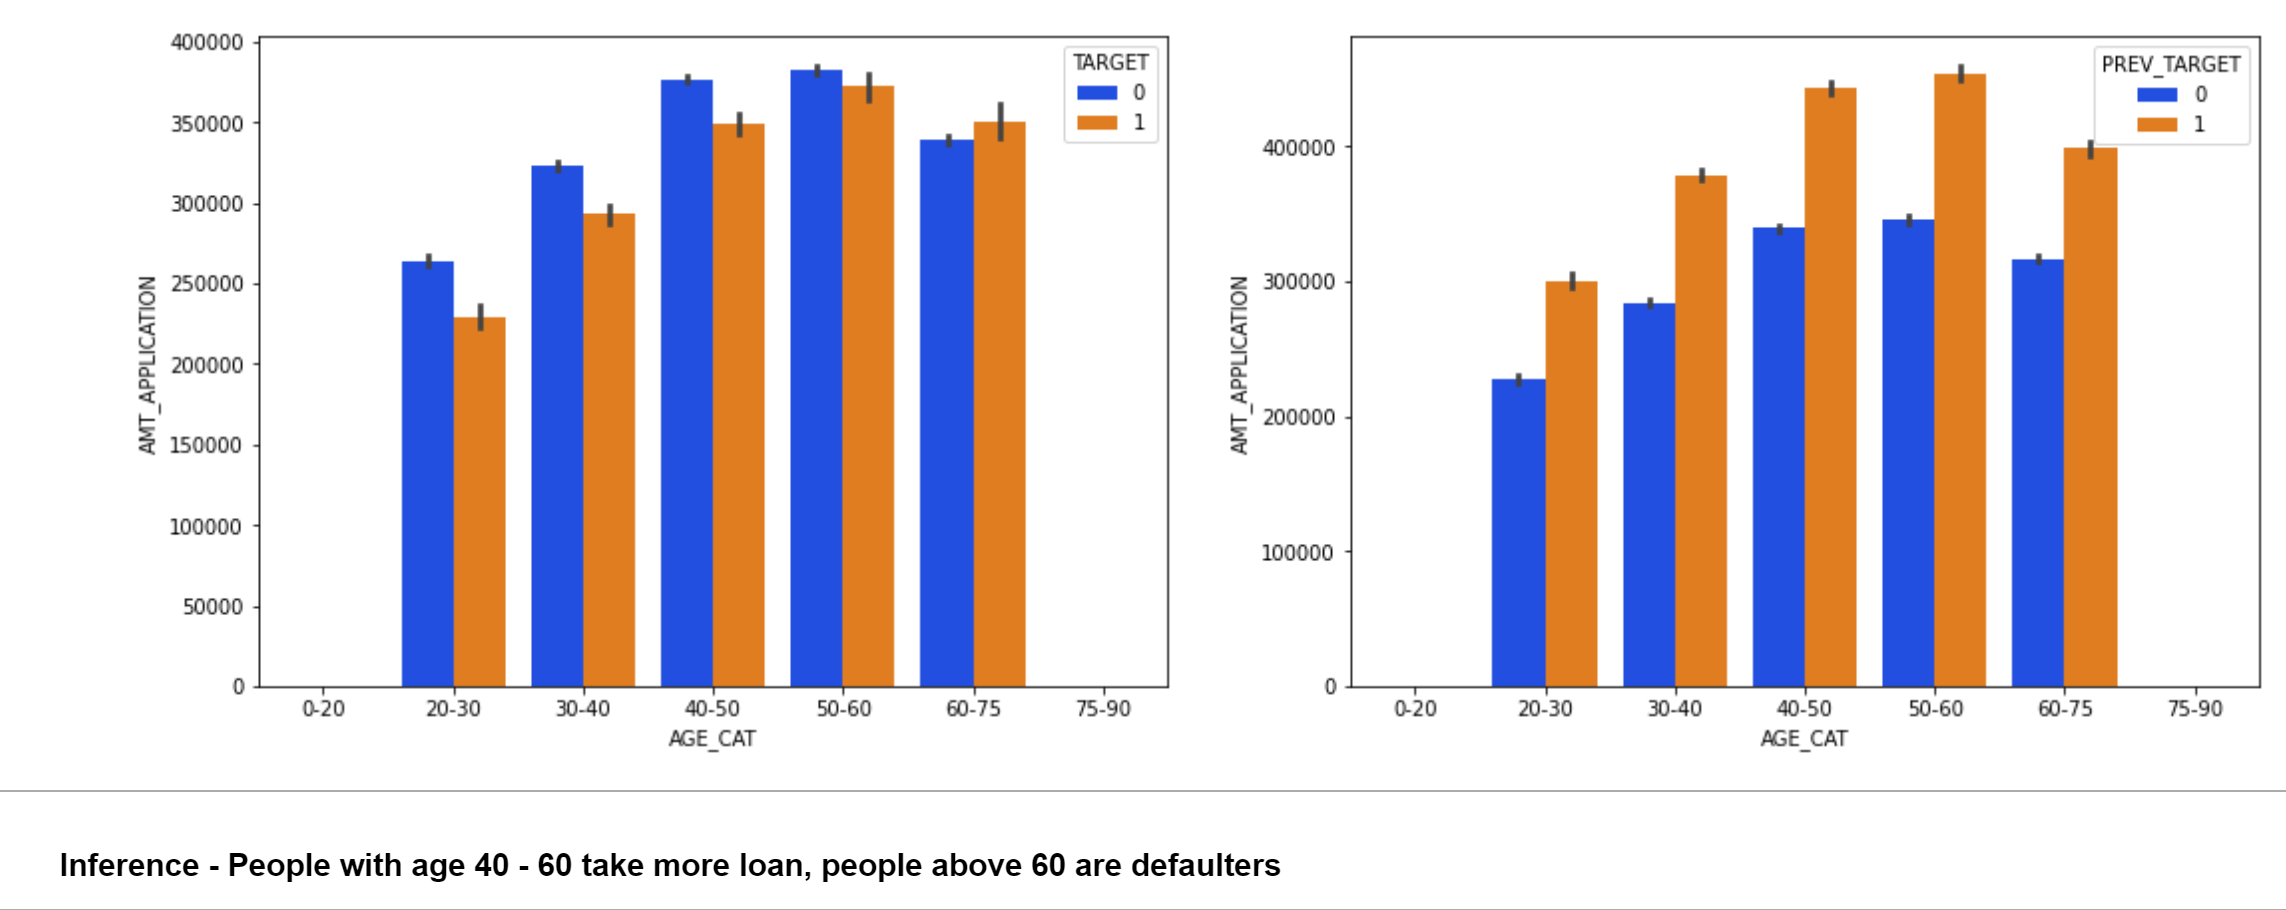 400000
350000
300000
250000
200000
150000
100000
50000
0
AMT_APPLICATION
0-20 20-30 30-40 40-50 50-60 60-75 75-90
AGE_CAT
TARGET
0
1
400000
300000
200000
100000
0
AMT_APPLICATION
0-20 20-30 30-40 40-50 50-60 60-75 75-90
AGE_CAT
PREV_TARGET
0
1
Inference - People with age 40 - 60 take more loan, people above 60 are defaulters